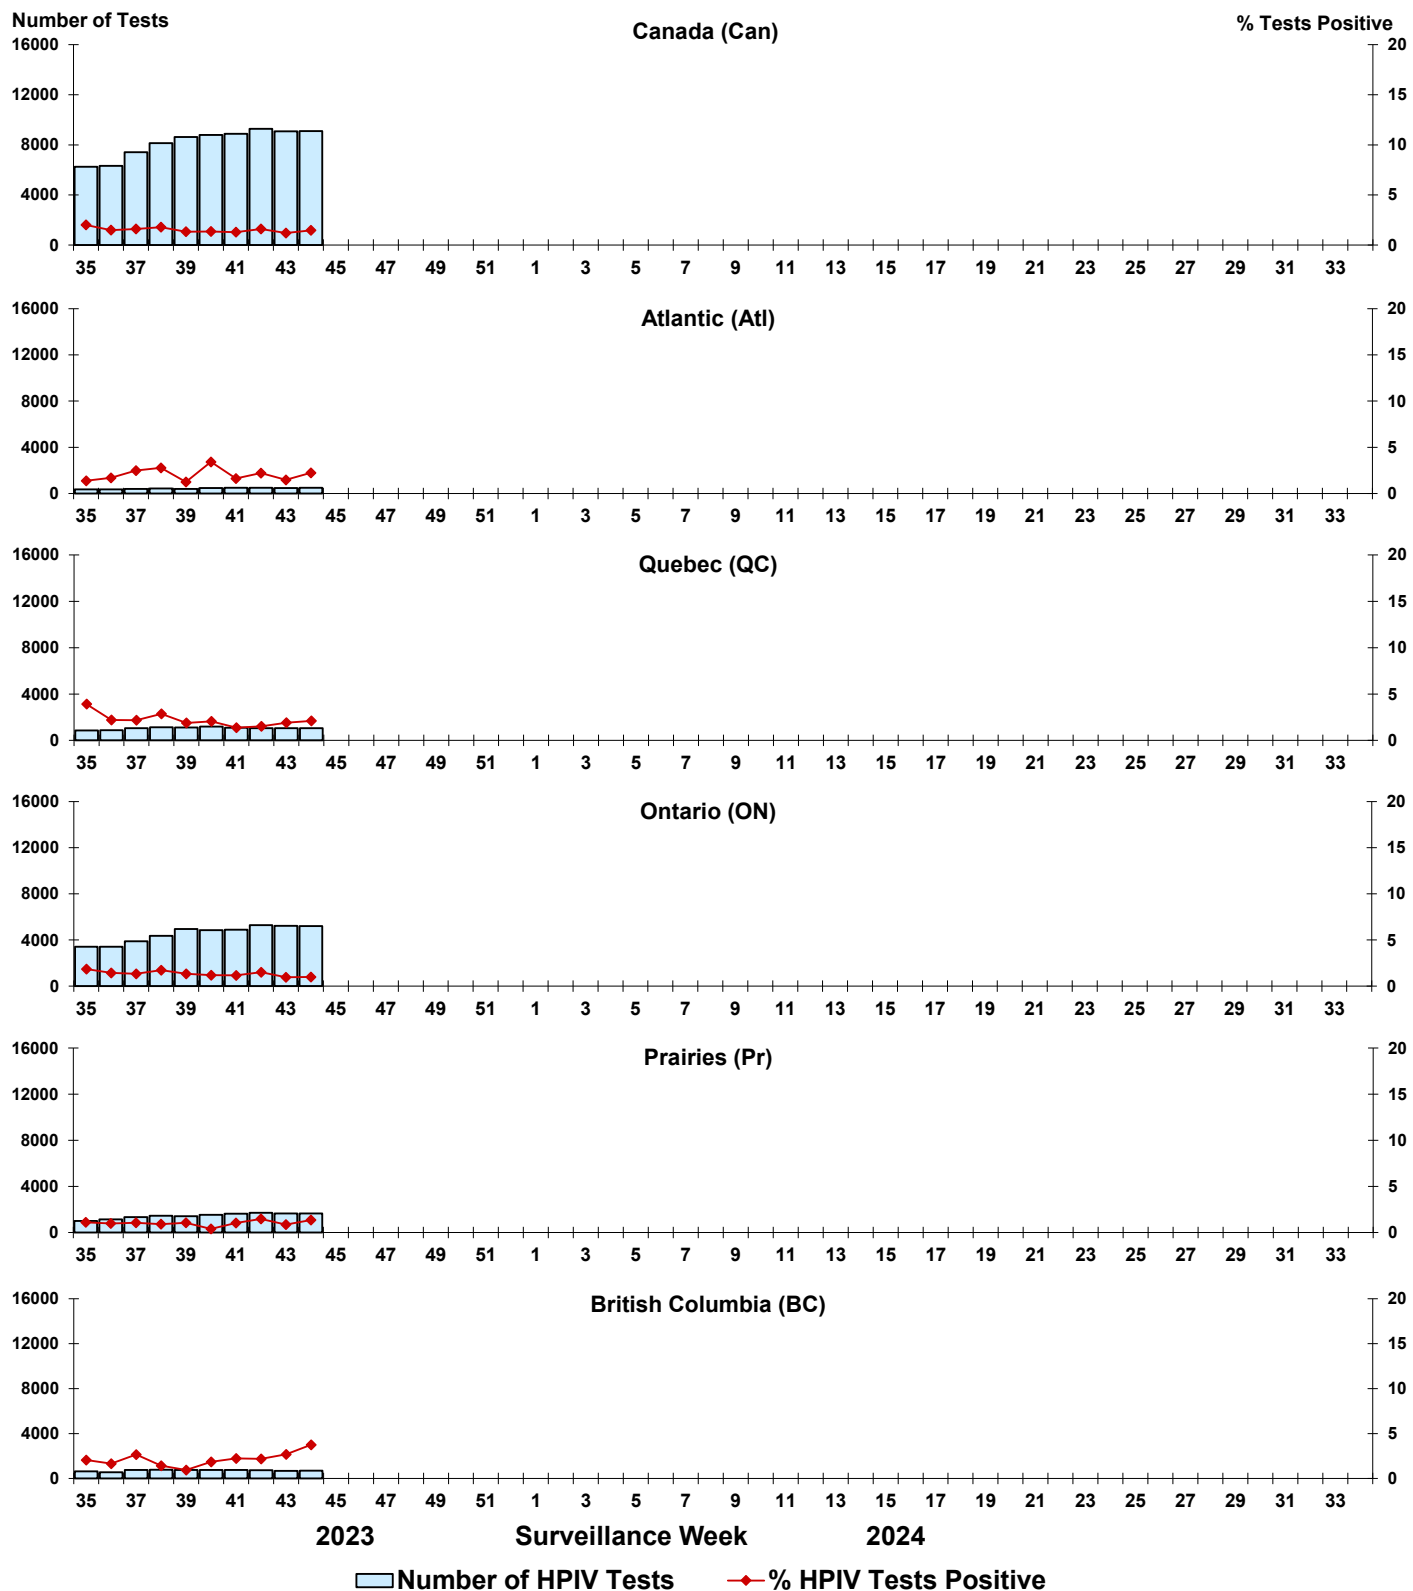 Number of Tests
Canada (Can)
% Tests Positive
16000 20
12000 15
8000 10
4000 5
0 0
35 37 39 41 43 45 47 49 51 1 3 5 7 9 11 13 15 17 19 21 23 25 27 29 31 33
Atlantic (Atl)
16000 20
12000 15
8000 10
4000 5
0 0
35 37 39 41 43 45 47 49 51 1 3 5 7 9 11 13 15 17 19 21 23 25 27 29 31 33
Quebec (QC)
16000 20
12000 15
8000 10
4000 5
0 0
35 37 39 41 43 45 47 49 51 1 3 5 7 9 11 13 15 17 19 21 23 25 27 29 31 33
Ontario (ON)
16000 20
12000 15
8000 10
4000 5
0 0
35 37 39 41 43 45 47 49 51 1 3 5 7 9 11 13 15 17 19 21 23 25 27 29 31 33
Prairies (Pr)
16000 20
12000 15
8000 10
4000 5
0 0
35 37 39 41 43 45 47 49 51 1 3 5 7 9 11 13 15 17 19 21 23 25 27 29 31 33
British Columbia (BC)
16000 20
12000 15
8000 10
4000 5
0 0
35 37 39 41 43 45 47 49 51 1 3 5 7 9 11 13 15 17 19 21 23 25 27 29 31 33
2023 Surveillance Week 2024
Number of HPIV Tests % HPIV Tests Positive